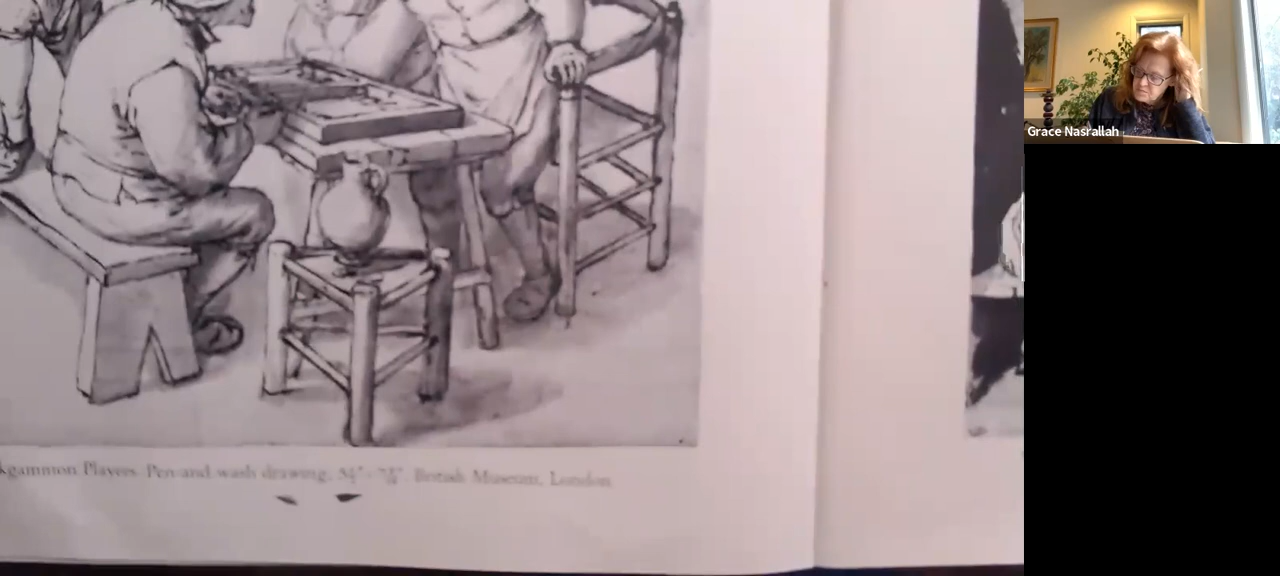 kgammon Players. Pen and wash drawing. British Museum, London
Grace Nasrallah